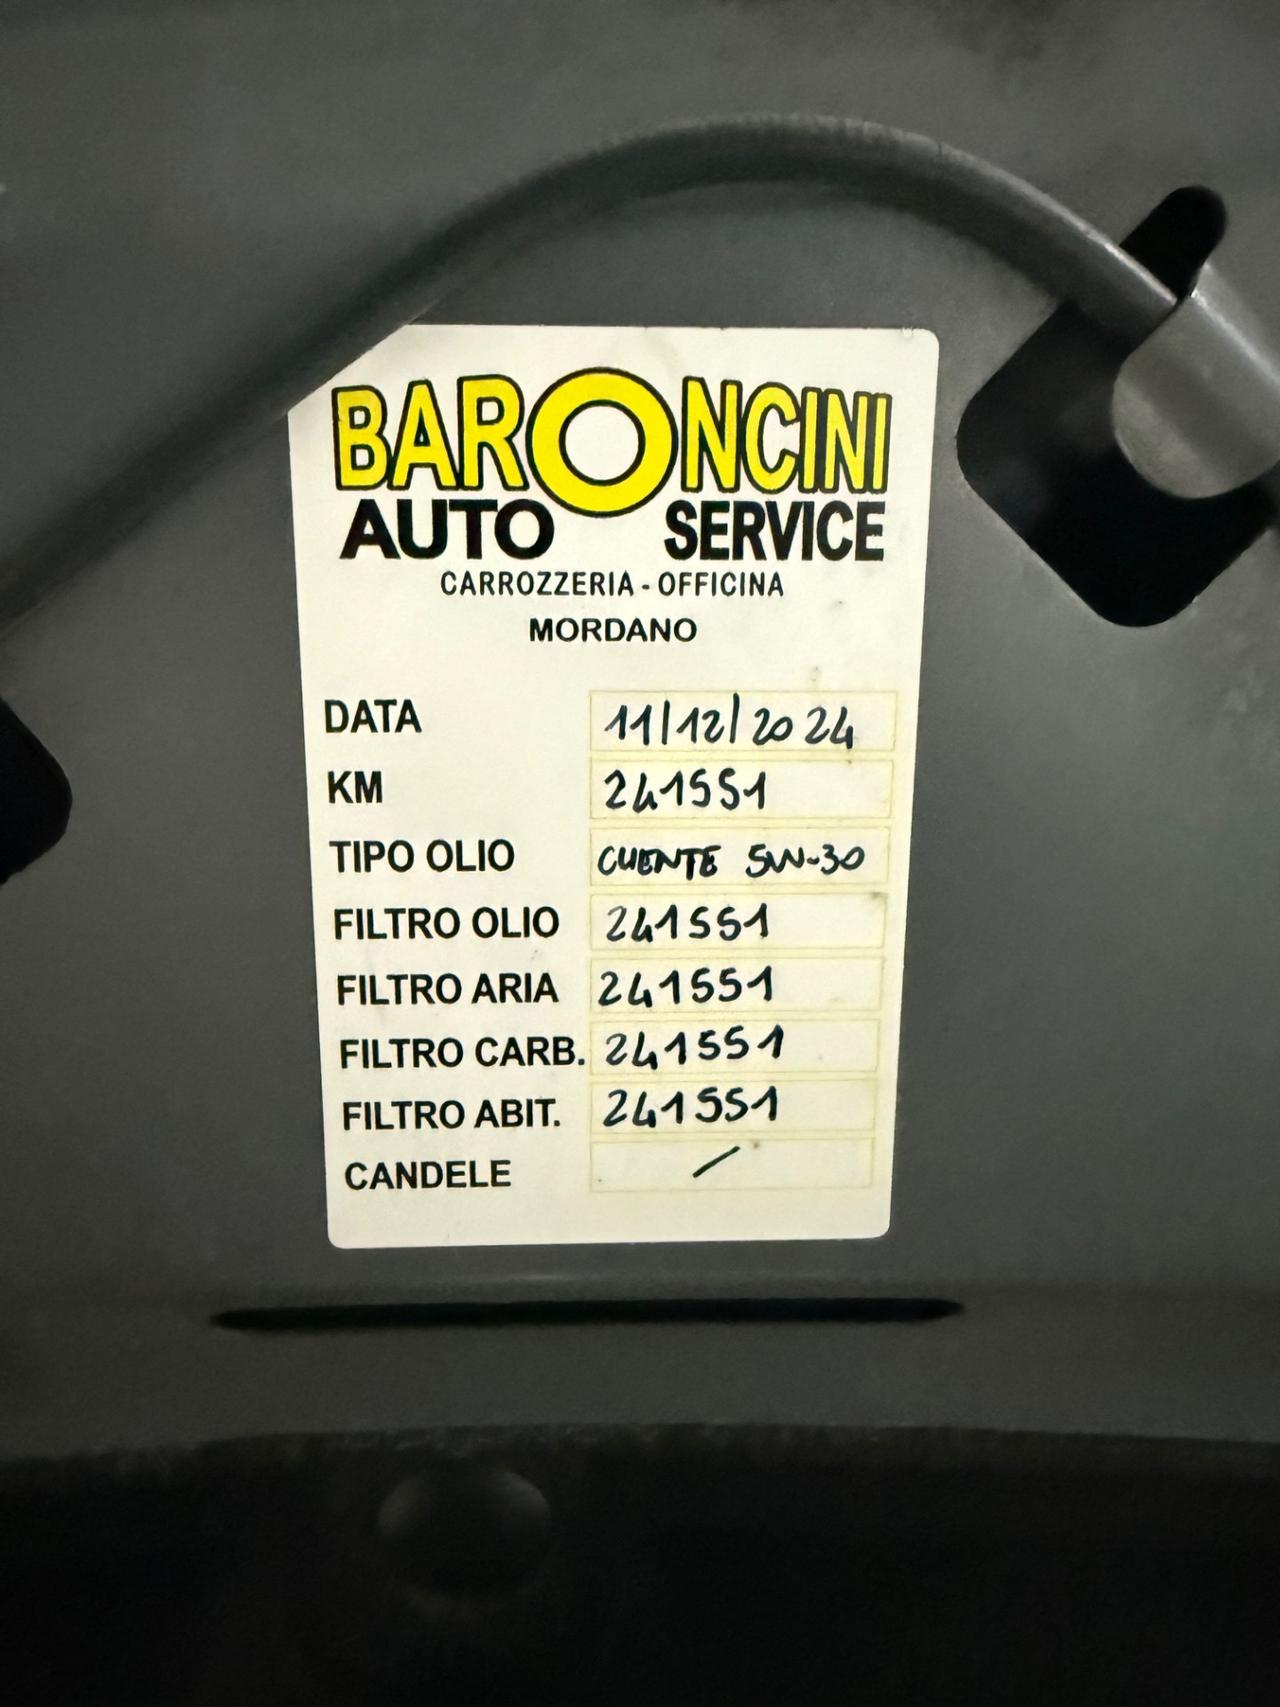 BARONCINI
AUTO SERVICE
CARROZZERIA - OFFICINA
MORDANO
DATA 11/12/2024
KM 241551
TIPO OLIO CLIENTE 5W-30
FILTRO OLIO 241551
FILTRO ARIA 241551
FILTRO CARB. 241551
FILTRO ABIT. 241551
CANDELE /